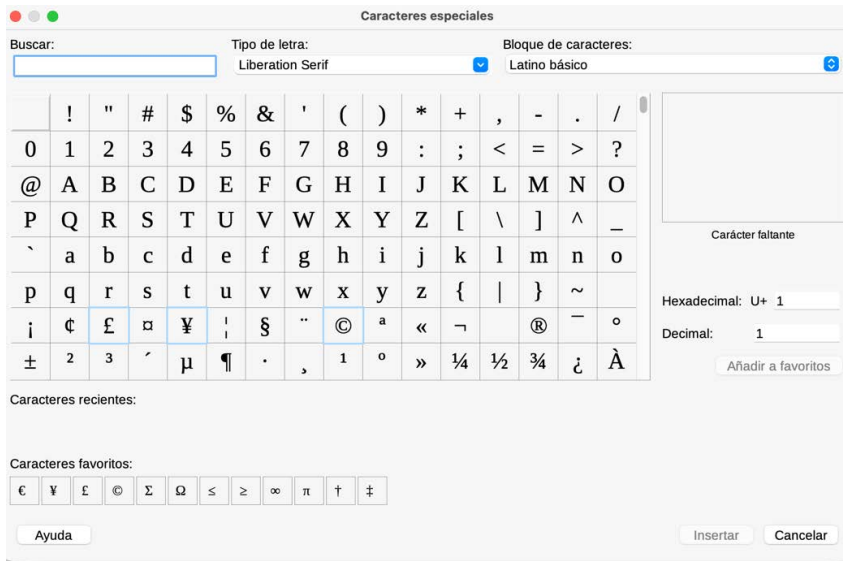 Caracteres especiales
Buscar:
Tipo de letra:
Bloque de caracteres:
Liberation Serif
Latino básico
! " # $ % & ' ( ) * + , - . /
0 1 2 3 4 5 6 7 8 9 : ; < = > ?
@ A B C D E F G H I J K L M N O
P Q R S T U V W X Y Z [ \ ] ^ _
` a b c d e f g h i j k l m n o
p q r s t u v w x y z { | } ~
¡ ¢ £ ¤ ¥ ¦ § ¨ © ª « ¬ ® ¯ °
± ² ³ ´ µ ¶ · ¸ ¹ º » ¼ ½ ¾ ¿ À
Carácter faltante
Hexadecimal: U+ 1
Decimal: 1
Añadir a favoritos
Caracteres recientes:
Caracteres favoritos:
€ ¥ £ © Σ Ω ≤ ≥ ∞ π † ‡
Ayuda
Insertar
Cancelar